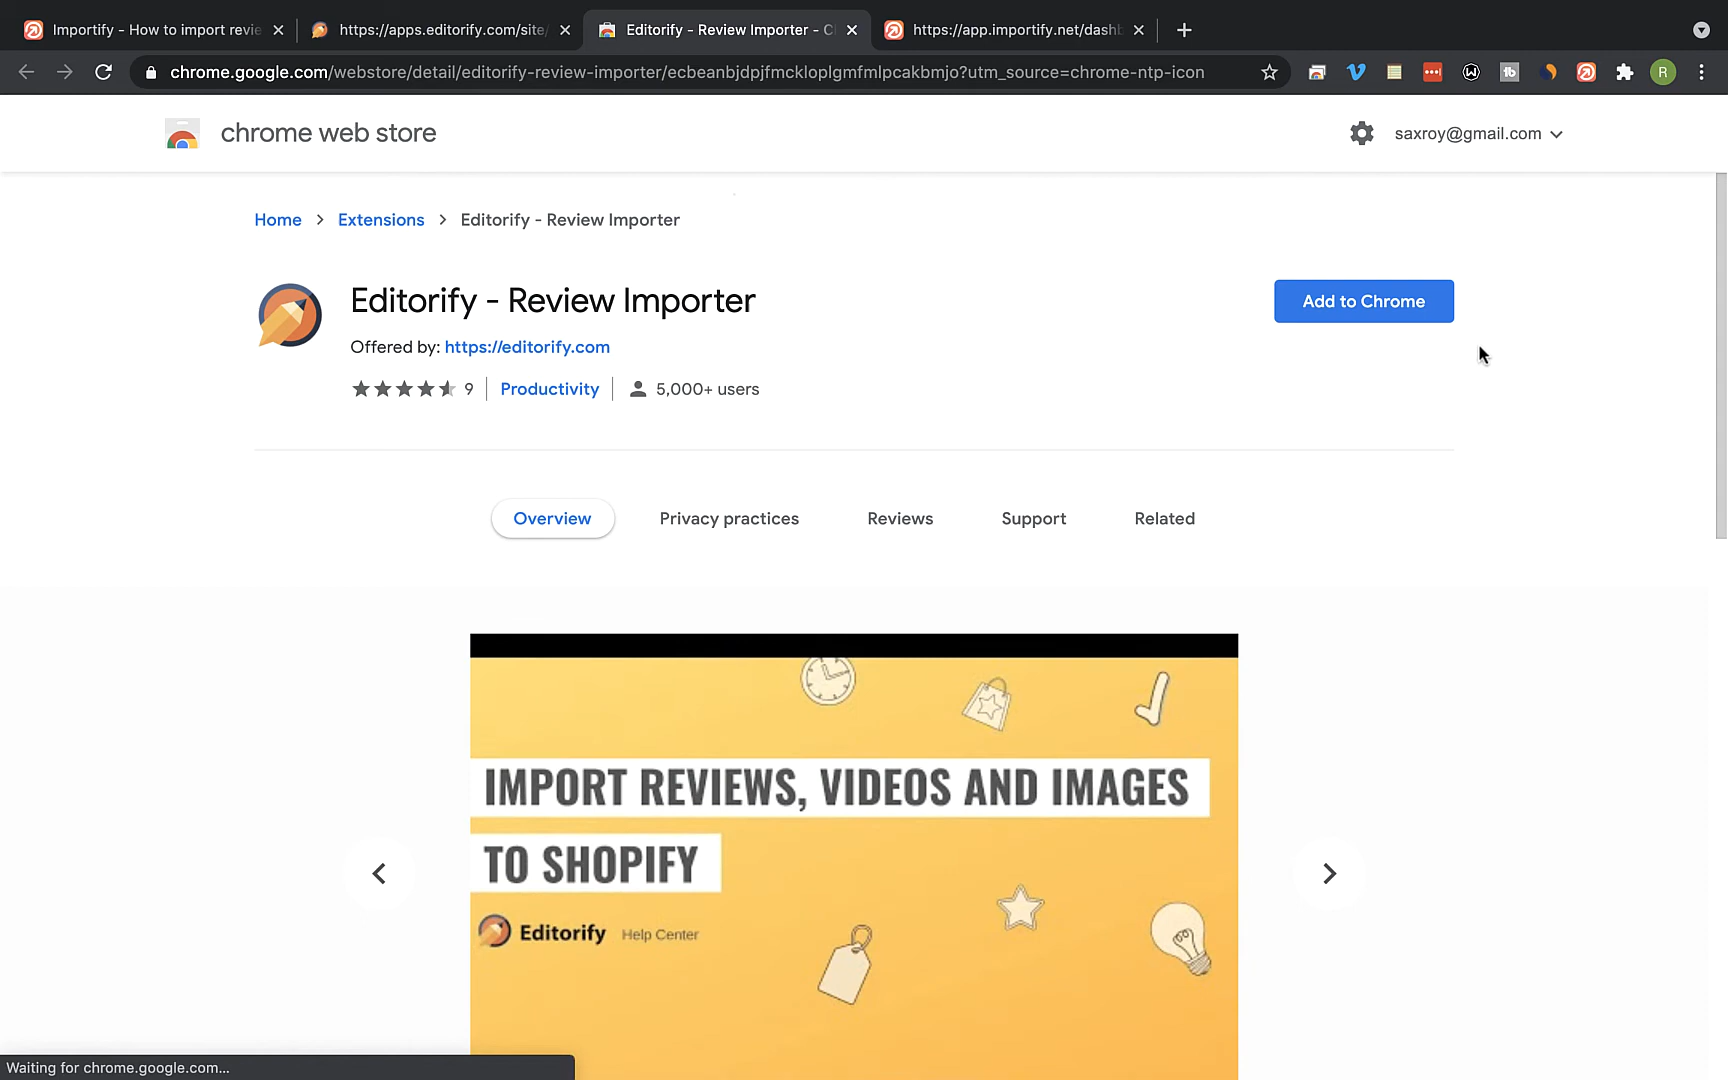 Importify - How to import revie
https://apps.editorify.com/site/
Editorify - Review Importer - C
https://app.importify.net/dashb
chrome.google.com/webstore/detail/editorify-review-importer/ecbeanbjdpjfmckloplgmfmlpcakbmjo?utm_source=chrome-ntp-icon
R
chrome web store
saxroy@gmail.com
Home > Extensions > Editorify - Review Importer
Editorify - Review Importer
Add to Chrome
Offered by: https://editorify.com
9
Productivity
5,000+ users
Overview
Privacy practices
Reviews
Support
Related
IMPORT REVIEWS, VIDEOS AND IMAGES
TO SHOPIFY
Editorify Help Center
Waiting for chrome.google.com...